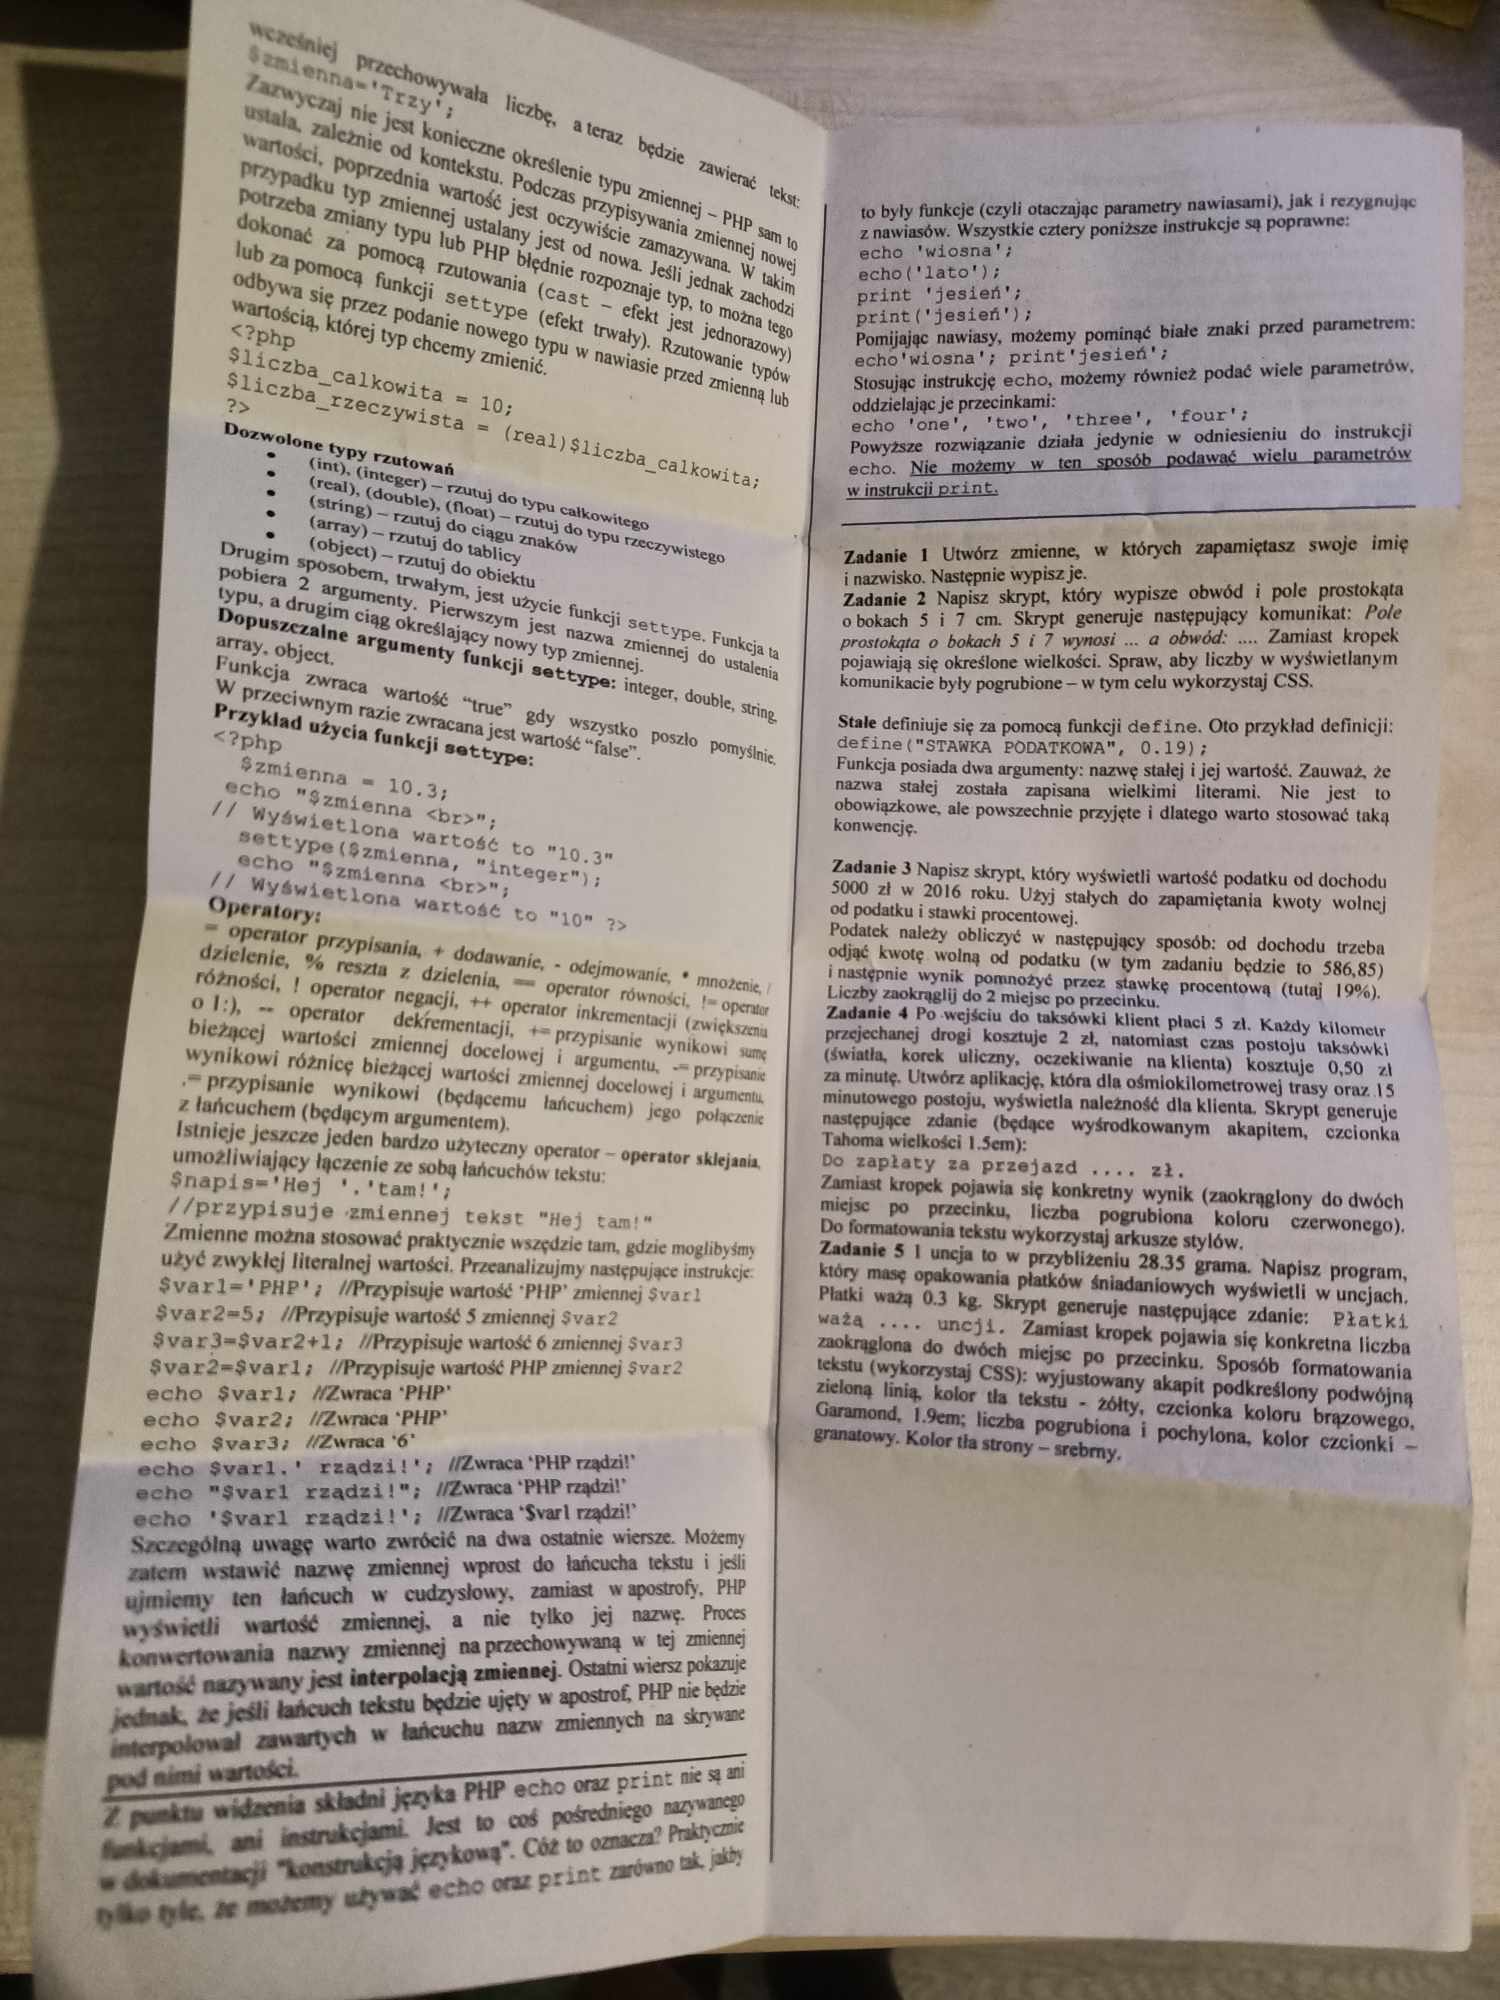 wcześniej przechowywała liczbę, a teraz będzie zawierać tekst:
$zmienna='Trzy';
Zazwyczaj nie jest konieczne określenie typu zmiennej – PHP sam to
ustala, zależnie od kontekstu. Podczas przypisywania zmiennej nowej
wartości, poprzednia wartość jest oczywiście zamazywana. W takim
przypadku typ zmiennej ustalany jest od nowa. Jeśli jednak zachodzi
potrzeba zmiany typu lub PHP błędnie rozpoznaje typ, to można tego
dokonać za pomocą rzutowania (cast – efekt jest jednorazowy)
lub za pomocą funkcji settype (efekt trwały). Rzutowanie typów
odbywa się przez podanie nowego typu w nawiasie przed zmienną lub
wartością, której typ chcemy zmienić.
<?php
$liczba_calkowita = 10;
$liczba_rzeczywista = (real)$liczba_calkowita;
?>
Dozwolone typy rzutowań
• (int), (integer) – rzutuj do typu całkowitego
• (real), (double), (float) – rzutuj do typu rzeczywistego
• (string) – rzutuj do ciągu znaków
• (array) – rzutuj do tablicy
• (object) – rzutuj do obiektu
Drugim sposobem, trwałym, jest użycie funkcji settype. Funkcja ta
pobiera 2 argumenty. Pierwszym jest nazwa zmiennej do ustalenia
typu, a drugim ciąg określający nowy typ zmiennej.
Dopuszczalne argumenty funkcji settype: integer, double, string,
array, object.
Funkcja zwraca wartość “true” gdy wszystko poszło pomyślnie.
W przeciwnym razie zwracana jest wartość “false”.
Przykład użycia funkcji settype:
<?php
$zmienna = 10.3;
echo "$zmienna <br>";
// Wyświetlona wartość to "10.3"
settype($zmienna, "integer");
echo "$zmienna <br>";
// Wyświetlona wartość to "10" ?>
Operatory:
= operator przypisania, + dodawanie, - odejmowanie, * mnożenie, /
dzielenie, % reszta z dzielenia, == operator równości, != operator
różności, ! operator negacji, ++ operator inkrementacji (zwiększenia
o 1:), -- operator dekrementacji, += przypisanie wynikowi sumę
bieżącej wartości zmiennej docelowej i argumentu, -= przypisanie
wynikowi różnicę bieżącej wartości zmiennej docelowej i argumentu,
.= przypisanie wynikowi (będącemu łańcuchem) jego połączenie
z łańcuchem (będącym argumentem).
Istnieje jeszcze jeden bardzo użyteczny operator – operator sklejania,
umożliwiający łączenie ze sobą łańcuchów tekstu:
$napis='Hej '.'tam!';
//przypisuje zmiennej tekst "Hej tam!"
Zmienne można stosować praktycznie wszędzie tam, gdzie moglibyśmy
użyć zwykłej literalnej wartości. Przeanalizujmy następujące instrukcje:
$var1='PHP'; //Przypisuje wartość ‘PHP’ zmiennej $var1
$var2=5; //Przypisuje wartość 5 zmiennej $var2
$var3=$var2+1; //Przypisuje wartość 6 zmiennej $var3
$var2=$var1; //Przypisuje wartość PHP zmiennej $var2
echo $var1; //Zwraca ‘PHP’
echo $var2; //Zwraca ‘PHP’
echo $var3; //Zwraca ‘6’
echo $var1.' rządzi!'; //Zwraca ‘PHP rządzi!’
echo "$var1 rządzi!"; //Zwraca ‘PHP rządzi!’
echo '$var1 rządzi!'; //Zwraca ‘$var1 rządzi!’
Szczególną uwagę warto zwrócić na dwa ostatnie wiersze. Możemy
zatem wstawić nazwę zmiennej wprost do łańcucha tekstu i jeśli
ujmiemy ten łańcuch w cudzysłowy, zamiast w apostrofy, PHP
wyświetli wartość zmiennej, a nie tylko jej nazwę. Proces
konwertowania nazwy zmiennej na przechowywaną w tej zmiennej
wartość nazywany jest interpolacją zmiennej. Ostatni wiersz pokazuje
jednak, że jeśli łańcuch tekstu będzie ujęty w apostrof, PHP nie będzie
interpolował zawartych w łańcuchu nazw zmiennych na skrywane
pod nimi wartości.
Z punktu widzenia składni języka PHP echo oraz print nie są ani
funkcjami, ani instrukcjami. Jest to coś pośredniego nazywanego
w dokumentacji "konstrukcją językową". Cóż to oznacza? Praktycznie
tylko tyle, że możemy używać echo oraz print zarówno tak, jakby
to były funkcje (czyli otaczając parametry nawiasami), jak i rezygnując
z nawiasów. Wszystkie cztery poniższe instrukcje są poprawne:
echo 'wiosna';
echo('lato');
print 'jesień';
print('jesień');
Pomijając nawiasy, możemy pominąć białe znaki przed parametrem:
echo'wiosna'; print'jesień';
Stosując instrukcję echo, możemy również podać wiele parametrów,
oddzielając je przecinkami:
echo 'one', 'two', 'three', 'four';
Powyższe rozwiązanie działa jedynie w odniesieniu do instrukcji
echo. Nie możemy w ten sposób podawać wielu parametrów
w instrukcji print.
Zadanie 1 Utwórz zmienne, w których zapamiętasz swoje imię
i nazwisko. Następnie wypisz je.
Zadanie 2 Napisz skrypt, który wypisze obwód i pole prostokąta
o bokach 5 i 7 cm. Skrypt generuje następujący komunikat: Pole
prostokąta o bokach 5 i 7 wynosi ... a obwód: .... Zamiast kropek
pojawiają się określone wielkości. Spraw, aby liczby w wyświetlanym
komunikacie były pogrubione – w tym celu wykorzystaj CSS.
Stałe definiuje się za pomocą funkcji define. Oto przykład definicji:
define("STAWKA PODATKOWA", 0.19);
Funkcja posiada dwa argumenty: nazwę stałej i jej wartość. Zauważ, że
nazwa stałej została zapisana wielkimi literami. Nie jest to
obowiązkowe, ale powszechnie przyjęte i dlatego warto stosować taką
konwencję.
Zadanie 3 Napisz skrypt, który wyświetli wartość podatku od dochodu
5000 zł w 2016 roku. Użyj stałych do zapamiętania kwoty wolnej
od podatku i stawki procentowej.
Podatek należy obliczyć w następujący sposób: od dochodu trzeba
odjąć kwotę wolną od podatku (w tym zadaniu będzie to 586,85)
i następnie wynik pomnożyć przez stawkę procentową (tutaj 19%).
Liczby zaokrąglij do 2 miejsc po przecinku.
Zadanie 4 Po wejściu do taksówki klient płaci 5 zł. Każdy kilometr
przejechanej drogi kosztuje 2 zł, natomiast czas postoju taksówki
(światła, korek uliczny, oczekiwanie na klienta) kosztuje 0,50 zł
za minutę. Utwórz aplikację, która dla ośmiokilometrowej trasy oraz 15
minutowego postoju, wyświetla należność dla klienta. Skrypt generuje
następujące zdanie (będące wyśrodkowanym akapitem, czcionka
Tahoma wielkości 1.5em):
Do zapłaty za przejazd .... zł.
Zamiast kropek pojawia się konkretny wynik (zaokrąglony do dwóch
miejsc po przecinku, liczba pogrubiona koloru czerwonego).
Do formatowania tekstu wykorzystaj arkusze stylów.
Zadanie 5 1 uncja to w przybliżeniu 28.35 grama. Napisz program,
który masę opakowania płatków śniadaniowych wyświetli w uncjach.
Płatki ważą 0.3 kg. Skrypt generuje następujące zdanie: Płatki
ważą .... uncji. Zamiast kropek pojawia się konkretna liczba
zaokrąglona do dwóch miejsc po przecinku. Sposób formatowania
tekstu (wykorzystaj CSS): wyjustowany akapit podkreślony podwójną
zieloną linią, kolor tła tekstu - żółty, czcionka koloru brązowego,
Garamond, 1.9em; liczba pogrubiona i pochylona, kolor czcionki –
granatowy. Kolor tła strony – srebrny.